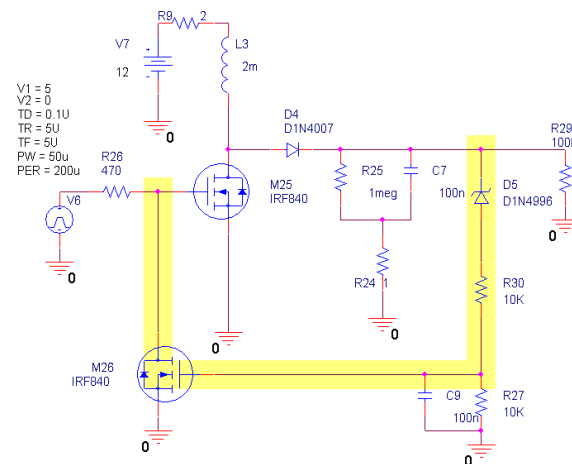 R9 2
V7
12
L3
2m
0
V1 = 5
V2 = 0
TD = 0.1U
TR = 5U
TF = 5U
PW = 50u
PER = 200u
D4
D1N4007
R29
100K
R26
470
V6
M25
IRF840
R25
1meg
C7
100n
D5
D1N4996
0
0
R24 1
R30
10K
0
0
M26
IRF840
C9
100n
R27
10K
0
0